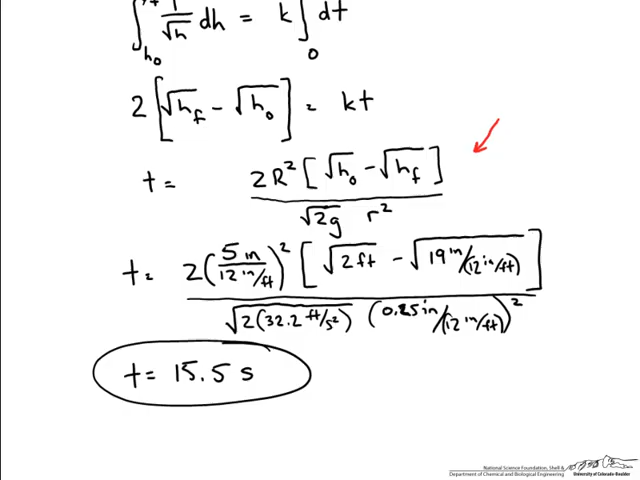 ∫h₀ 1/√h dh = k ∫₀ dt
2 [√h_f - √h₀] = kt
t = 2R² [√h₀ - √h_f] / √2g r²
t = 2 (5 in / 12 in/ft)² [√2 ft - √19 in/(12 in/ft)] / √2(32.2 ft/s²) (0.25 in/(12 in/ft))²
t = 15.5 s
National Science Foundation, Shell &
Department of Chemical and Biological Engineering
University of Colorado-Boulder